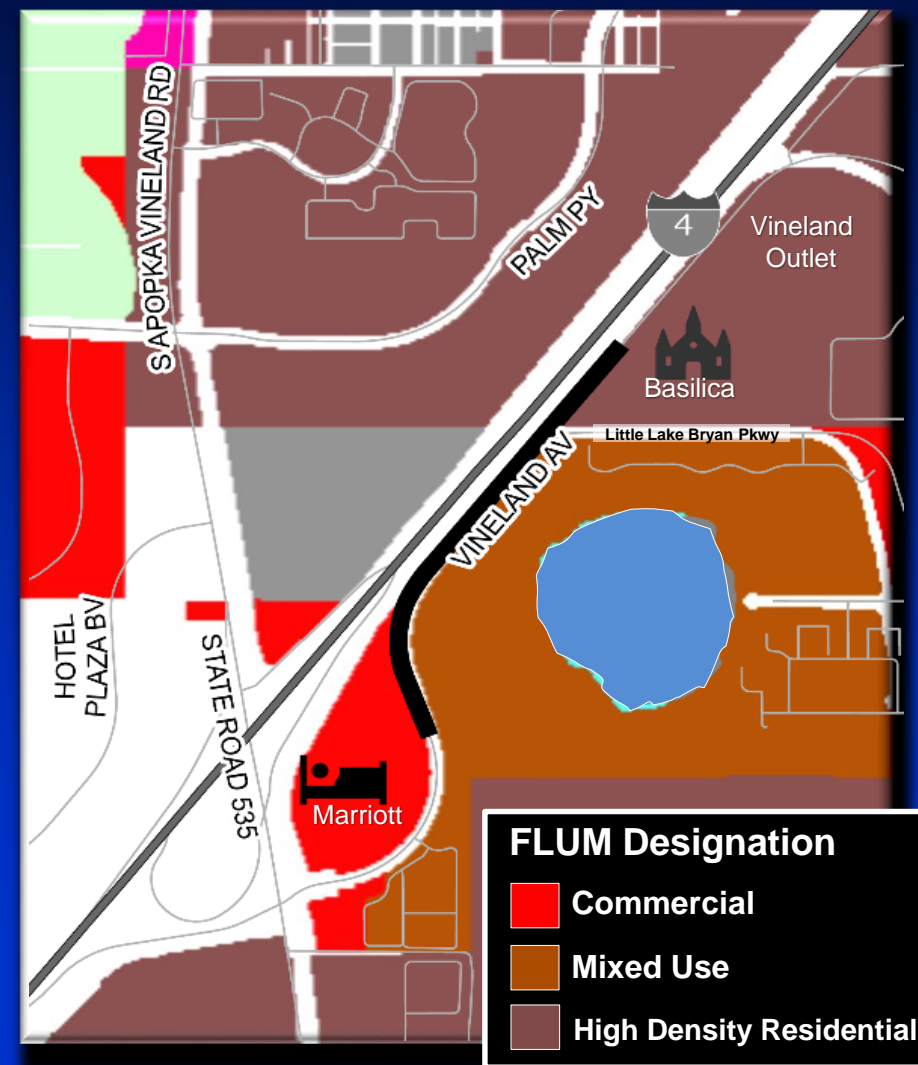 S APOPKA VINELAND RD
PALM PY
4
Vineland
Outlet
Basilica
Little Lake Bryan Pkwy
VINELAND AV
HOTEL
PLAZA BV
STATE ROAD 535
Marriott
FLUM Designation
Commercial
Mixed Use
High Density Residential